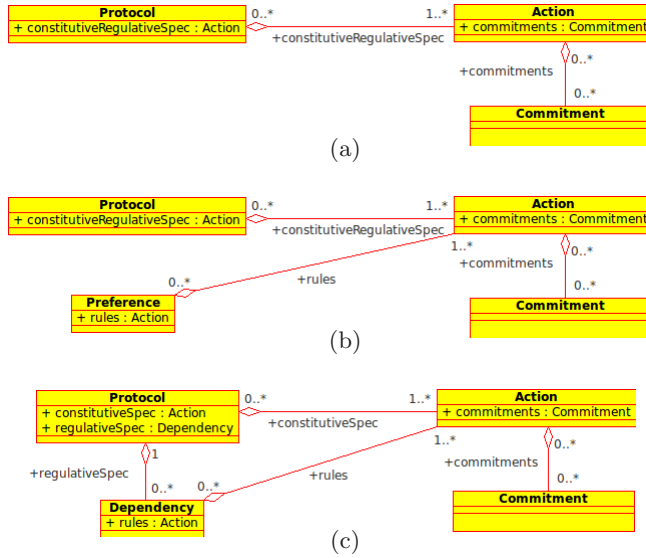 Protocol
+ constitutiveRegulativeSpec : Action
0..*
1..*
+constitutiveRegulativeSpec
Action
+ commitments : Commitment
0..*
+commitments
0..*
Commitment
(a)
Protocol
+ constitutiveRegulativeSpec : Action
0..*
1..*
+constitutiveRegulativeSpec
Action
+ commitments : Commitment
1..*
0..*
+commitments
0..*
+rules
0..*
Preference
+ rules : Action
Commitment
(b)
Protocol
+ constitutiveSpec : Action
+ regulativeSpec : Dependency
0..*
1..*
+constitutiveSpec
Action
+ commitments : Commitment
1..*
0..*
1
+regulativeSpec
+commitments
+rules
0..*
0..*
0..*
Dependency
+ rules : Action
Commitment
(c)